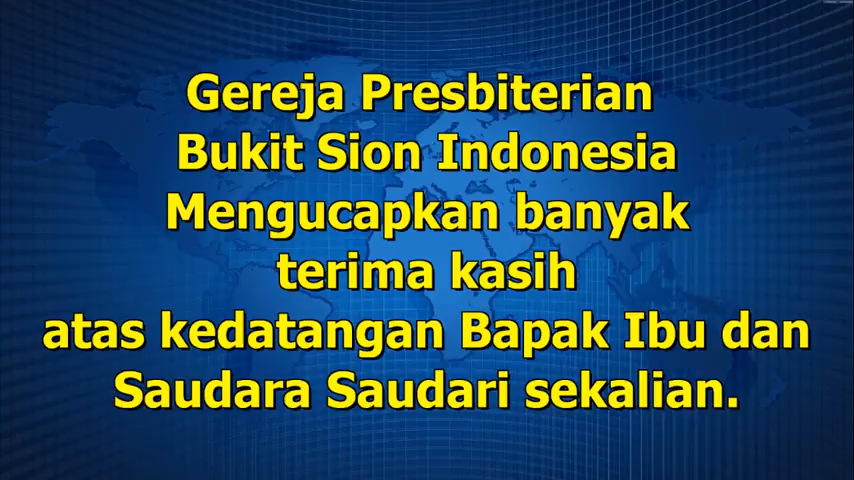 Gereja Presbiterian
Bukit Sion Indonesia
Mengucapkan banyak
terima kasih
atas kedatangan Bapak Ibu dan
Saudara Saudari sekalian.